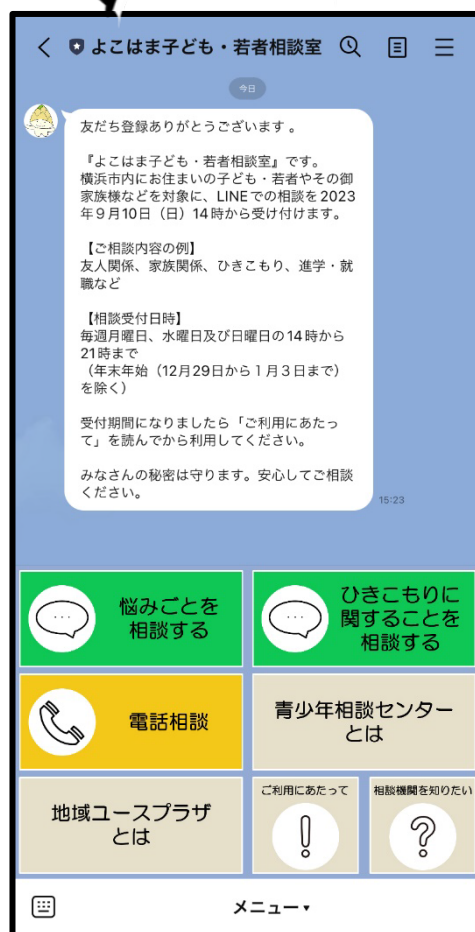 よこはま子ども・若者相談室
今日
友だち登録ありがとうございます。
『よこはま子ども・若者相談室』です。
横浜市内にお住まいの子ども・若者やその御
家族様などを対象に、LINEでの相談を2023
年9月10日（日）14時から受け付けます。
【ご相談内容の例】
友人関係、家族関係、ひきこもり、進学・就
職など
【相談受付日時】
毎週月曜日、水曜日及び日曜日の14時から
21時まで
（年末年始（12月29日から１月３日まで）
を除く）
受付期間になりましたら「ご利用にあたっ
て」を読んでから利用してください。
みなさんの秘密は守ります。安心してご相談
ください。
15:23
悩みごとを
相談する
ひきこもりに
関することを
相談する
電話相談
青少年相談センター
とは
地域ユースプラザ
とは
ご利用にあたって
相談機関を知りたい
メニュー▼